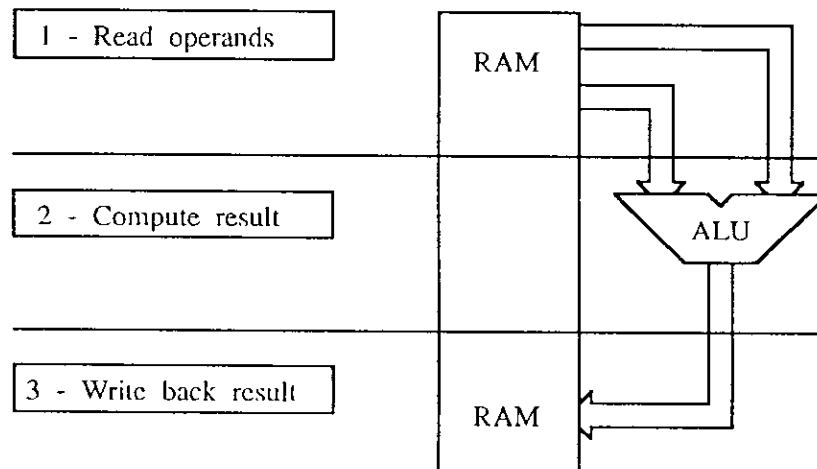 1 - Read operands
RAM
2 - Compute result
ALU
3 - Write back result
RAM